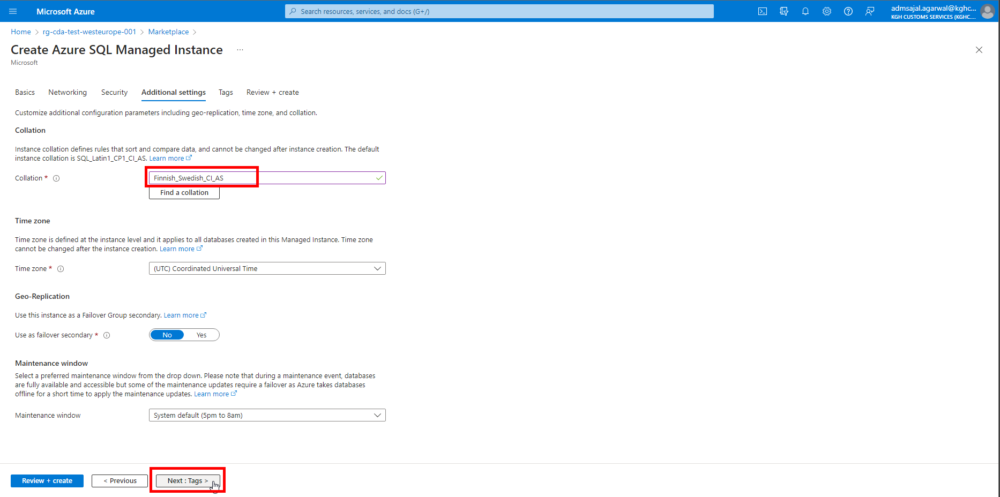 Microsoft Azure
Search resources, services, and docs (G+/)
admsajal.agarwal@kghc...
KGH CUSTOMS SERVICES (KGHC....
Home > rg-cda-test-westeurope-001 > Marketplace >
Create Azure SQL Managed Instance ...
Microsoft
Basics Networking Security Additional settings Tags Review + create
Customize additional configuration parameters including geo-replication, time zone, and collation.
Collation
Instance collation defines rules that sort and compare data, and cannot be changed after instance creation. The default
instance collation is SQL_Latin1_CP1_CI_AS. Learn more
Collation * Finnish_Swedish_CI_AS
Find a collation
Time zone
Time zone is defined at the instance level and it applies to all databases created in this Managed Instance. Time zone
cannot be changed after the instance creation. Learn more
Time zone * (UTC) Coordinated Universal Time
Geo-Replication
Use this instance as a Failover Group secondary. Learn more
Use as failover secondary * No Yes
Maintenance window
Select a preferred maintenance window from the drop down. Please note that during a maintenance event, databases
are fully available and accessible but some of the maintenance updates require a failover as Azure takes databases
offline for a short time to apply the maintenance updates. Learn more
Maintenance window System default (5pm to 8am)
Review + create < Previous Next : Tags >